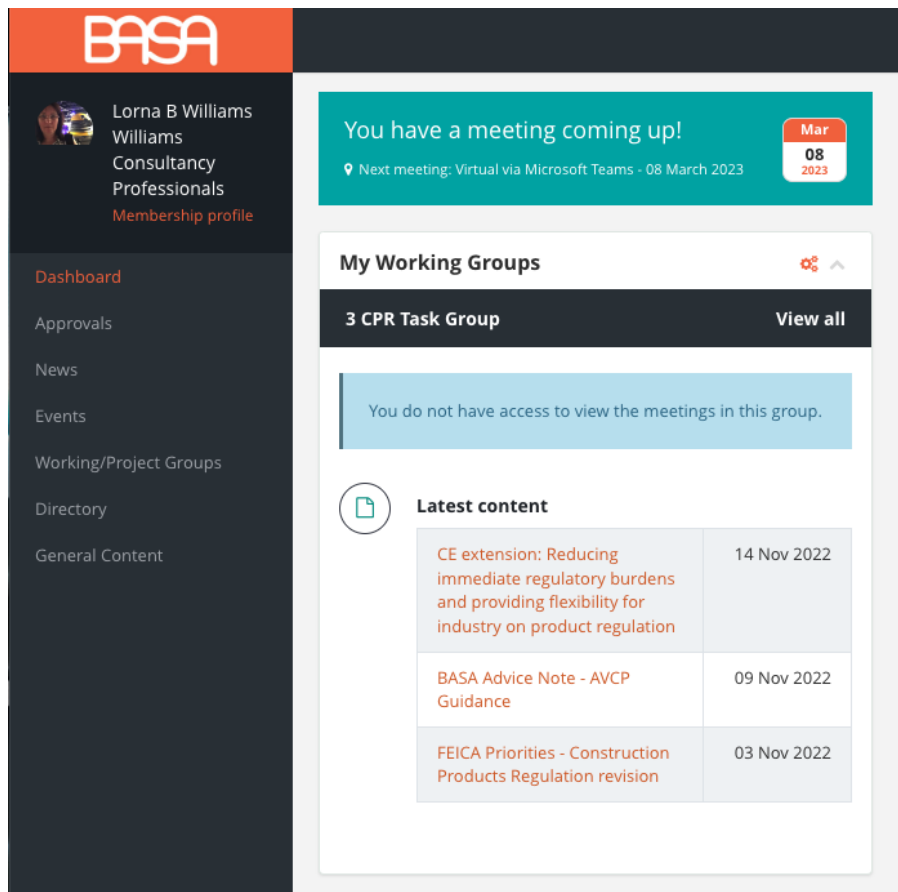 BASA
Lorna B Williams
Williams
Consultancy
Professionals
Membership profile
Dashboard
Approvals
News
Events
Working/Project Groups
Directory
General Content
You have a meeting coming up!
Next meeting: Virtual via Microsoft Teams - 08 March 2023
Mar
08
2023
My Working Groups
3 CPR Task Group
View all
You do not have access to view the meetings in this group.
Latest content
CE extension: Reducing
immediate regulatory burdens
and providing flexibility for
industry on product regulation
14 Nov 2022
BASA Advice Note - AVCP
Guidance
09 Nov 2022
FEICA Priorities - Construction
Products Regulation revision
03 Nov 2022